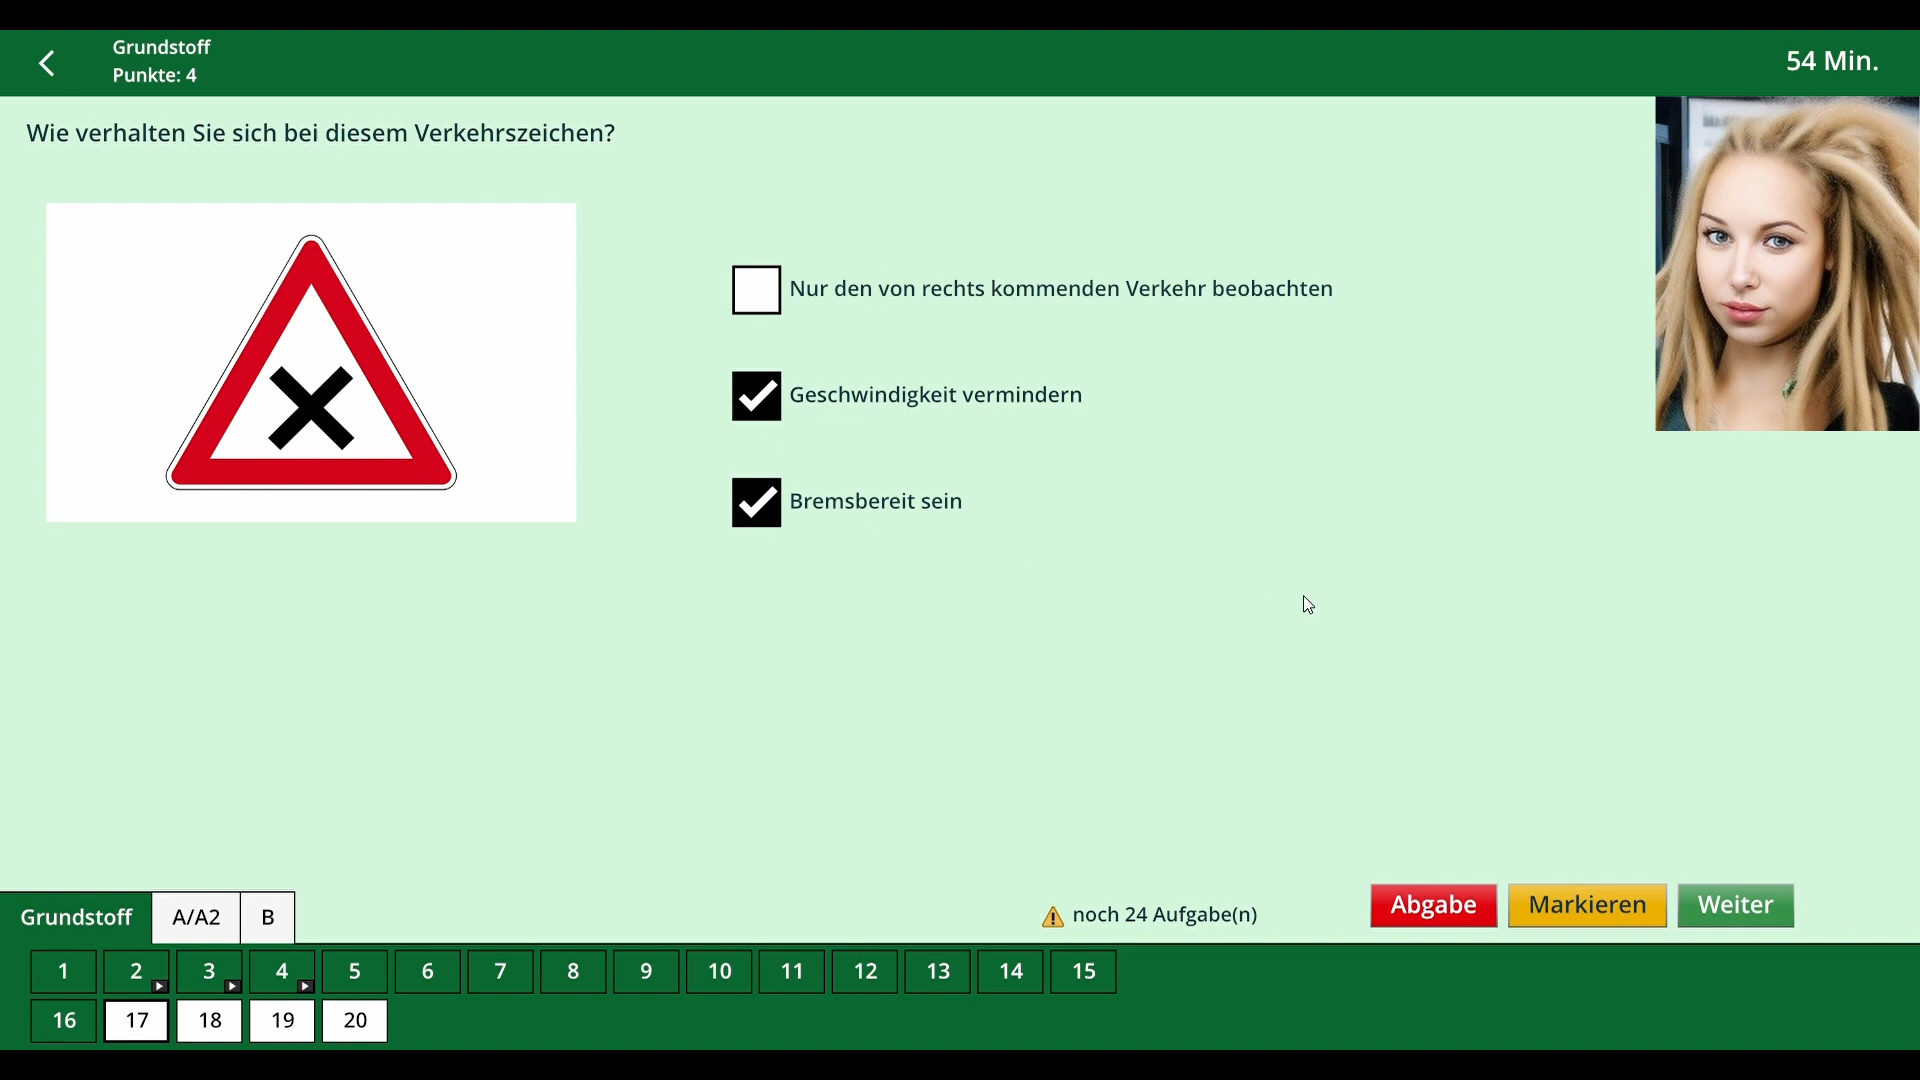 Grundstoff
Punkte: 4
54 Min.
Wie verhalten Sie sich bei diesem Verkehrszeichen?
Nur den von rechts kommenden Verkehr beobachten
Geschwindigkeit vermindern
Bremsbereit sein
Grundstoff A/A2 B
noch 24 Aufgabe(n)
Abgabe Markieren Weiter
1 2 3 4 5 6 7 8 9 10 11 12 13 14 15
16 17 18 19 20